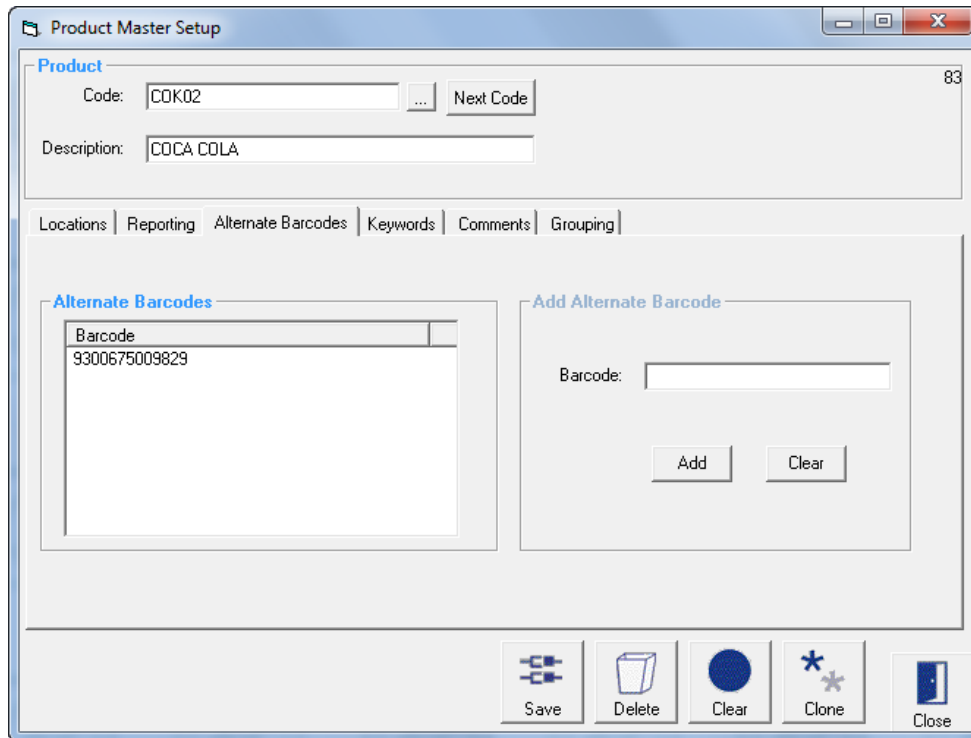 Product Master Setup
Product
83
Code: COK02 ... Next Code
Description: COCA COLA
Locations Reporting Alternate Barcodes Keywords Comments Grouping
Alternate Barcodes Add Alternate Barcode
Barcode
9300675009829
Barcode:
Add Clear
Save Delete Clear Clone Close